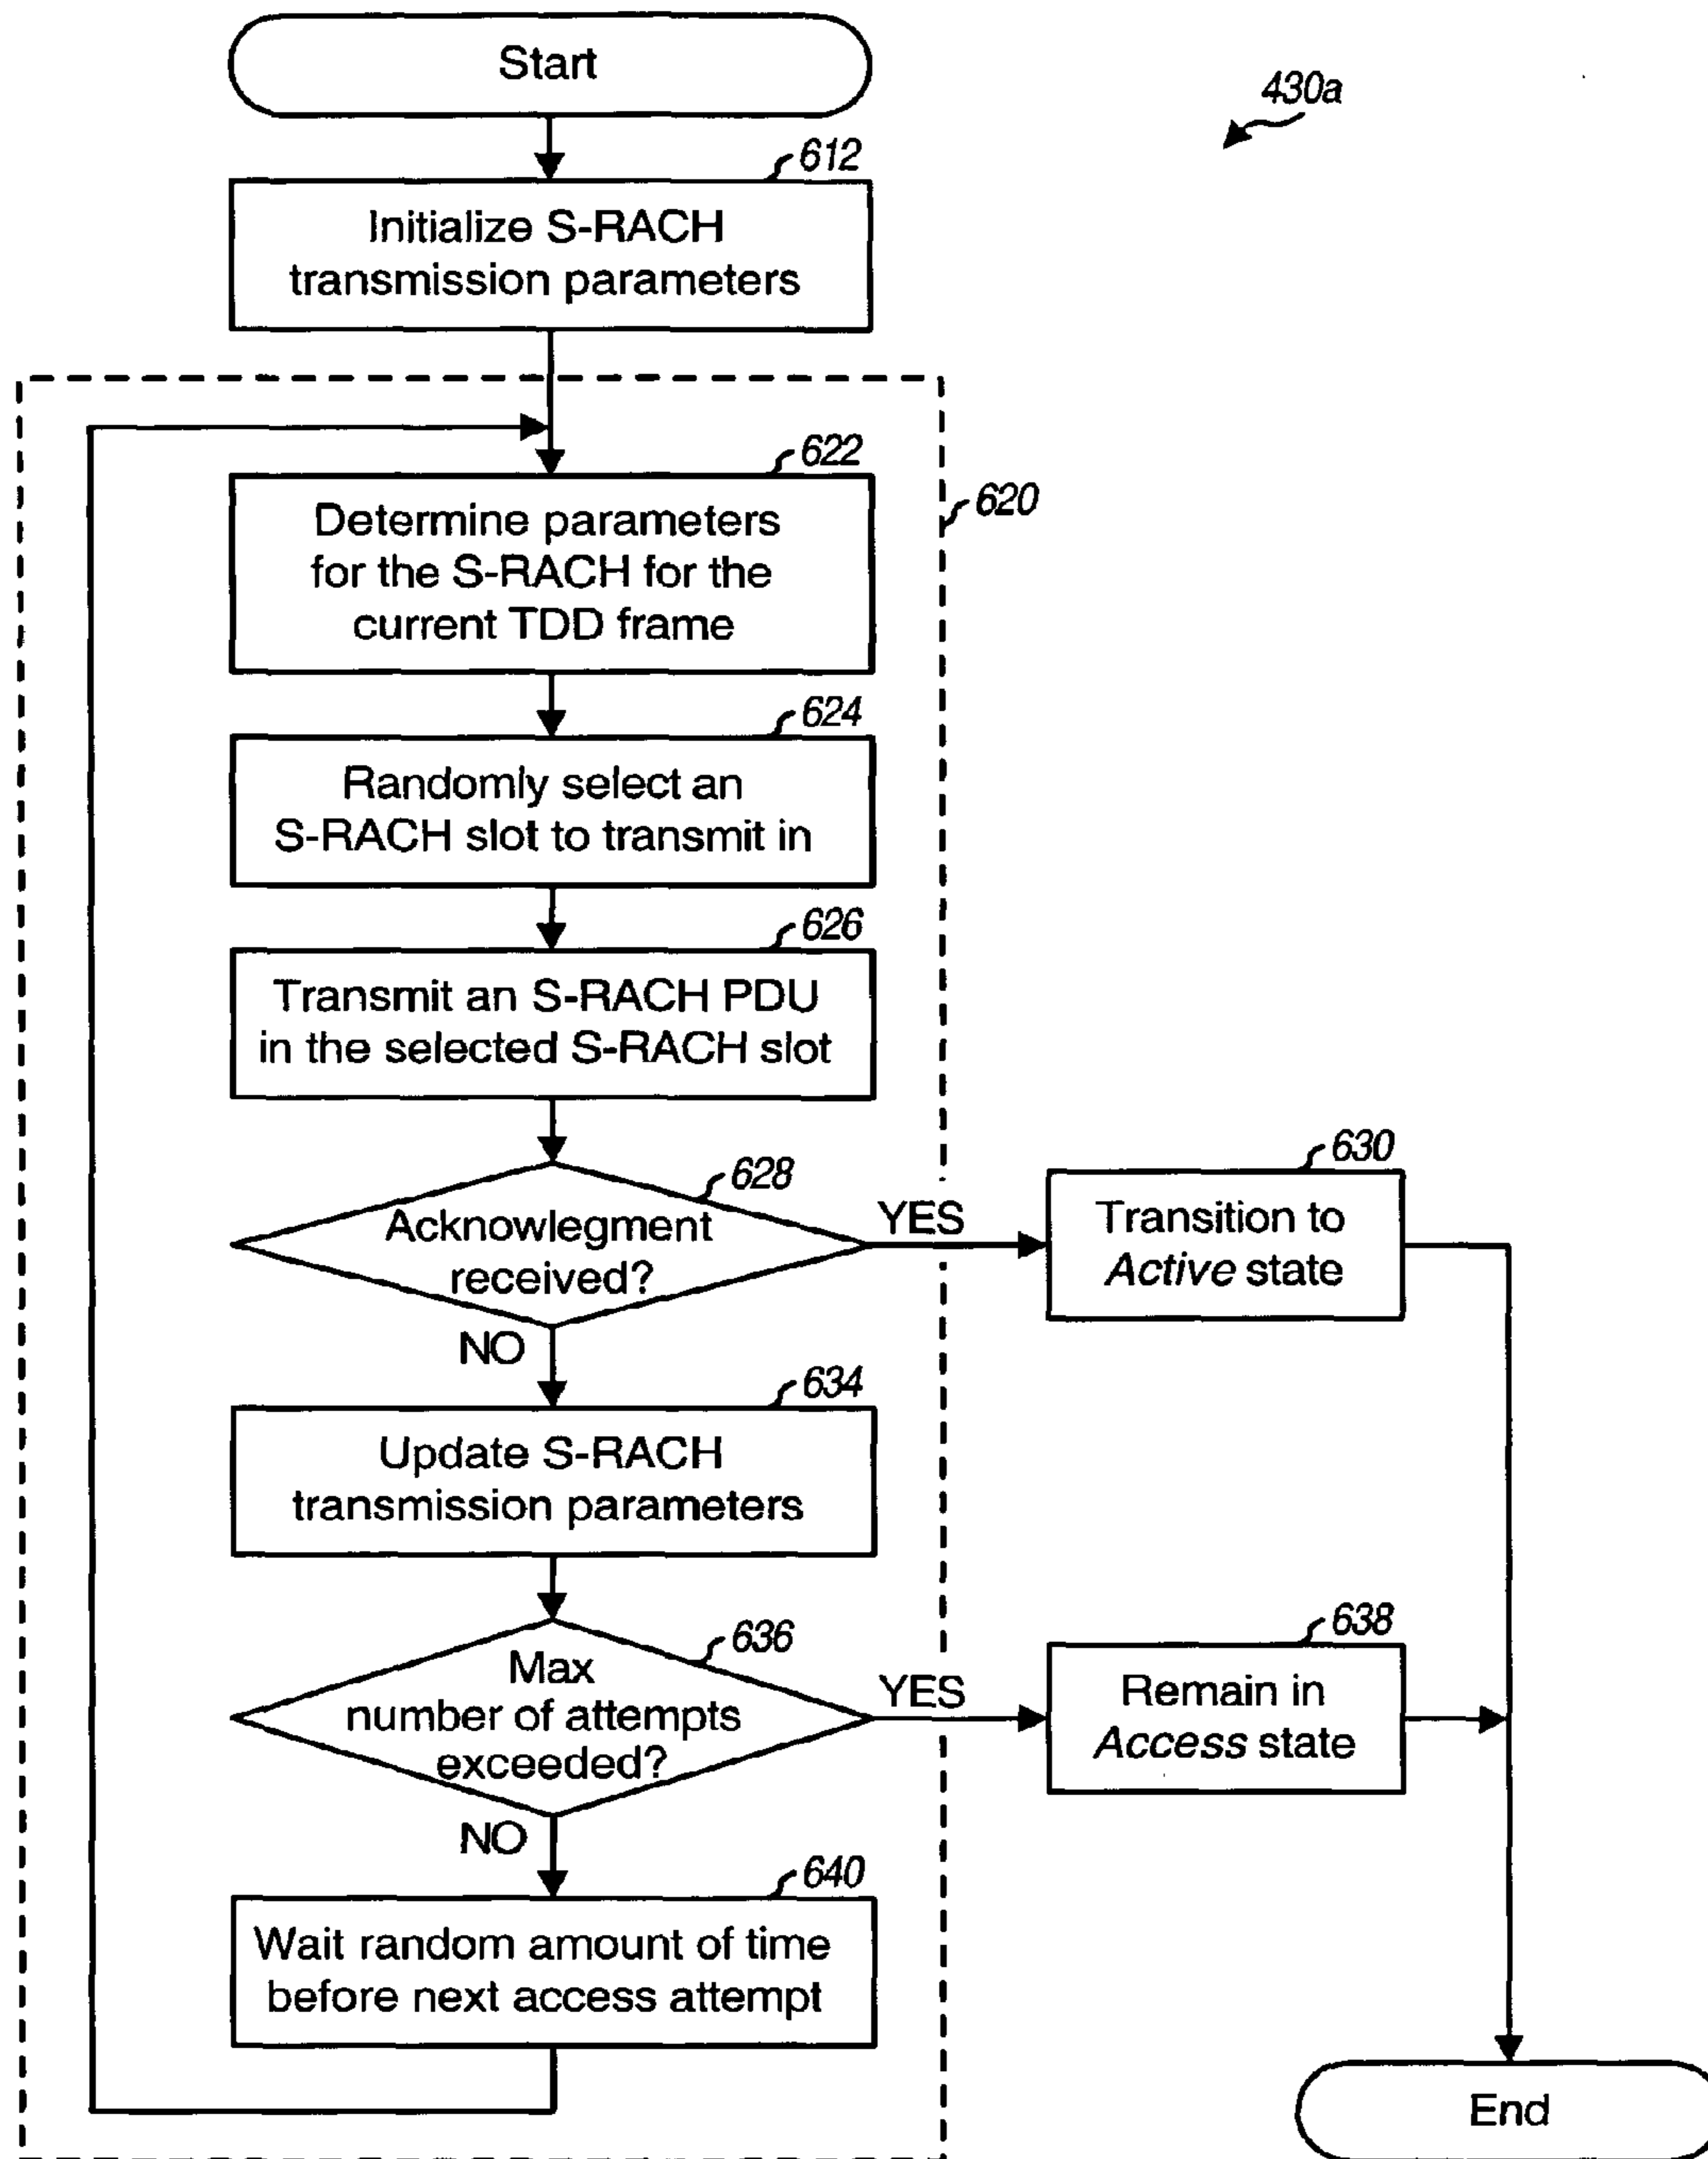 Start
430a
612
Initialize S-RACH
transmission parameters
622
Determine parameters
for the S-RACH for the
current TDD frame
620
624
Randomly select an
S-RACH slot to transmit in
626
Transmit an S-RACH PDU
in the selected S-RACH slot
628
Acknowlegment
received?
YES
630
Transition to
Active state
NO
634
Update S-RACH
transmission parameters
636
Max
number of attempts
exceeded?
YES
638
Remain in
Access state
NO
640
Wait random amount of time
before next access attempt
End